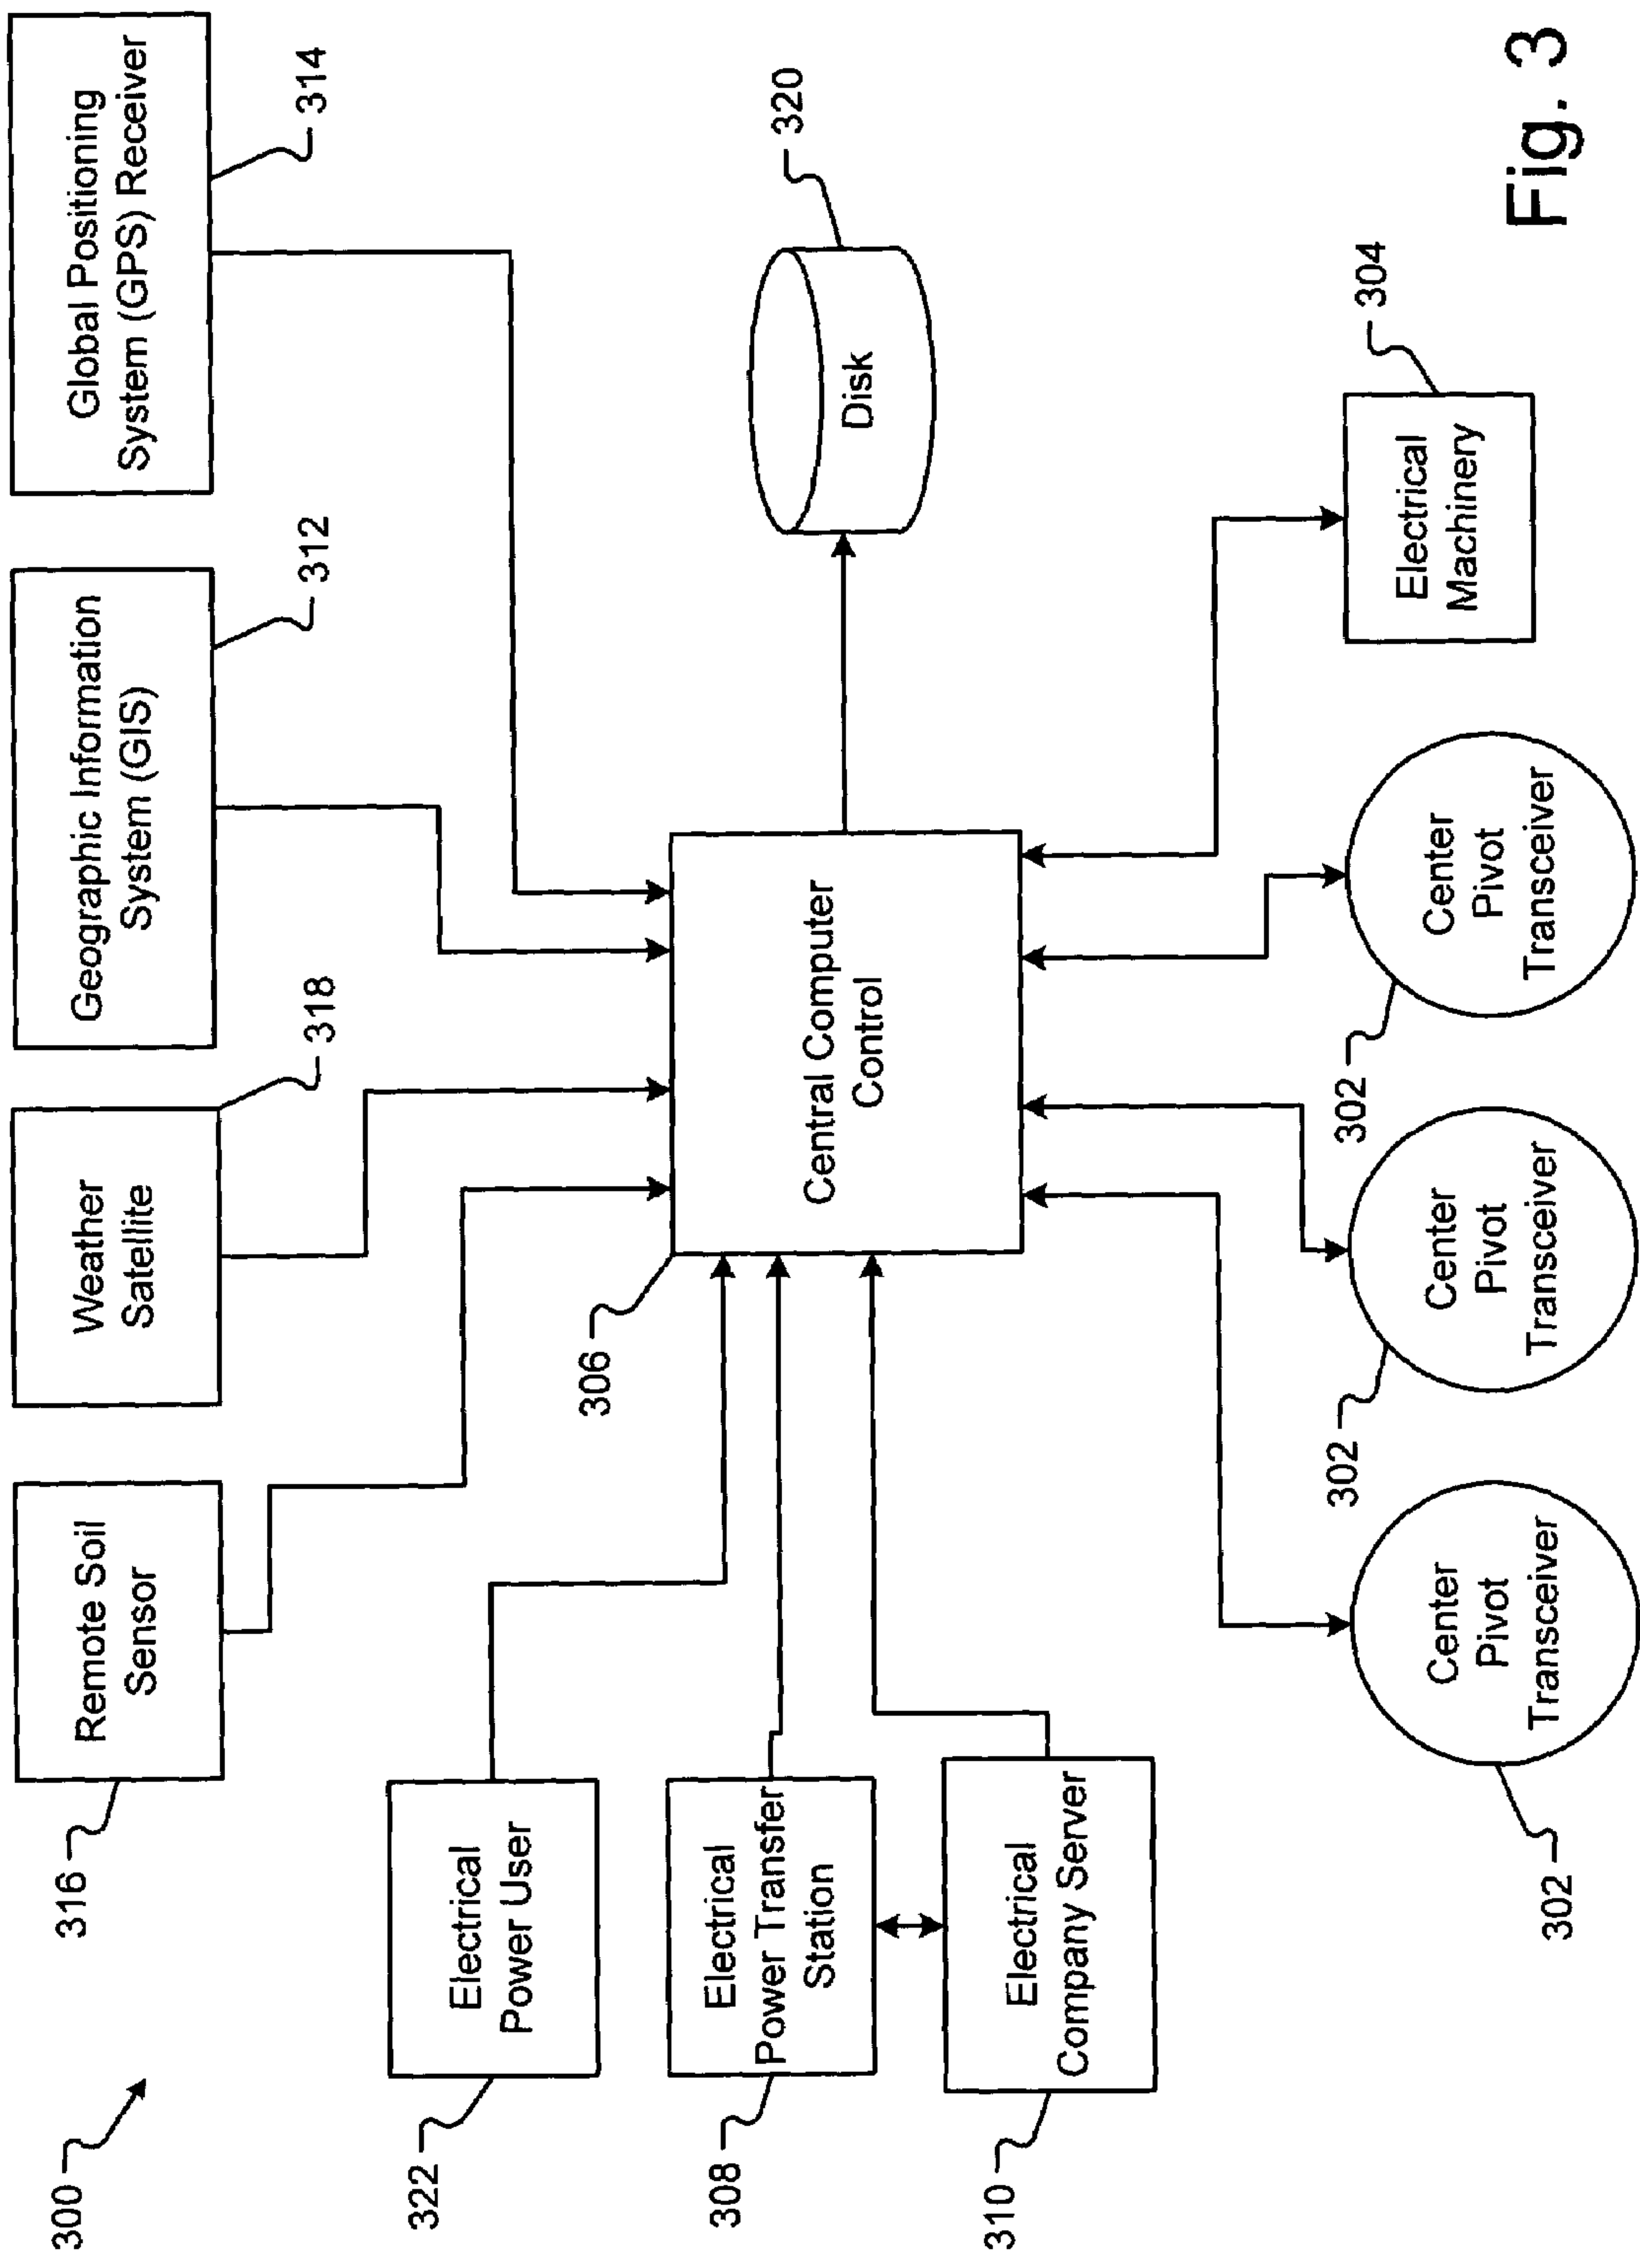 300
316
Remote Soil
Sensor
Weather
Satellite
318
Geographic Information
System (GIS)
312
Global Positioning
System (GPS) Receiver
314
322
Electrical
Power User
308
Electrical
Power Transfer
Station
310
Electrical
Company Server
306
Central Computer
Control
Disk
320
302
Center
Pivot
Transceiver
302
Center
Pivot
Transceiver
302
Center
Pivot
Transceiver
Electrical
Machinery
304
Fig. 3